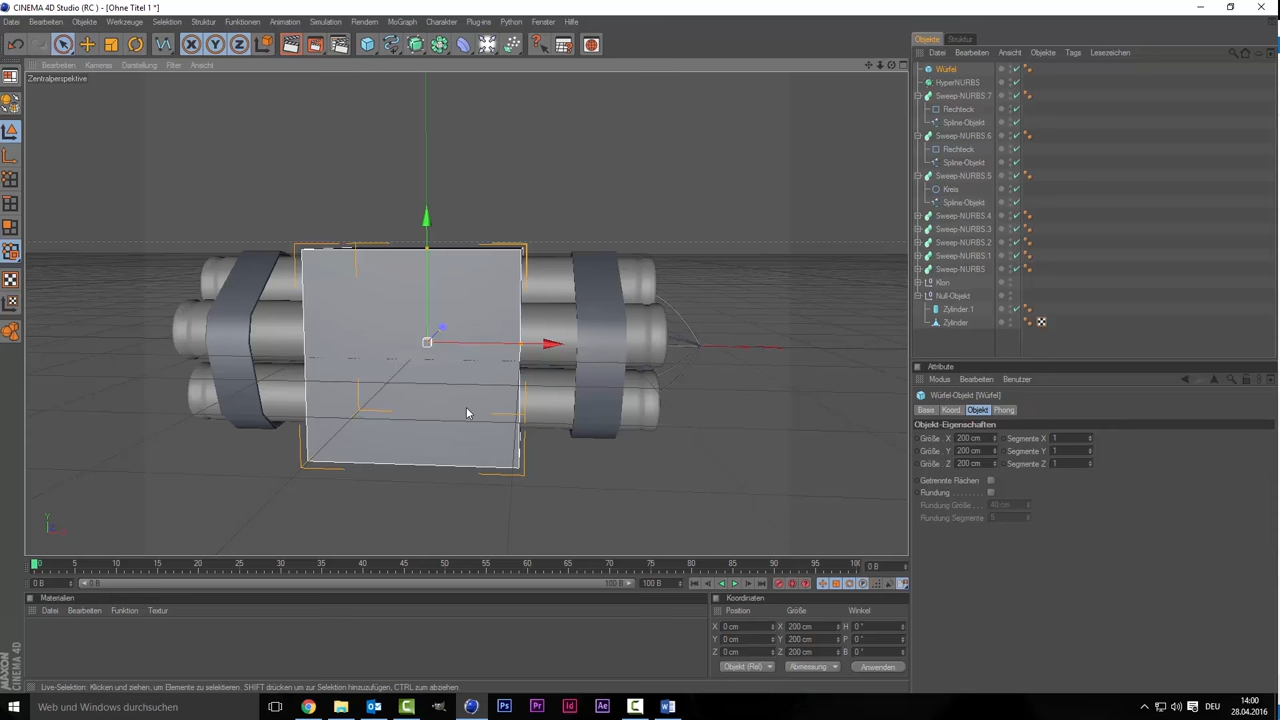 CINEMA 4D Studio (RC ) - [Ohne Titel 1 *]
Datei Bearbeiten Objekte Werkzeuge Selektion Struktur Funktionen Animation Simulation Rendern MoGraph Charakter Plug-ins Python Fenster Hilfe
X Y Z
Bearbeiten Kameras Darstellung Filter Ansicht
Zentralperspektive
Y
0 5 10 15 20 25 30 35 40 45 50 55 60 65 70 75 80 85 90 95 100 0 B
0 B 0 B 100 B 100 B
Materialien
Datei Bearbeiten Funktion Textur
Koordinaten
Position Größe Winkel
X 0 cm X 200 cm H 0 °
Y 0 cm Y 200 cm P 0 °
Z 0 cm Z 200 cm B 0 °
Objekt (Rel) Abmessung Anwenden
Live-Selektion: Klicken und ziehen, um Elemente zu selektieren. SHIFT drücken um zur Selektion hinzuzufügen, CTRL zum abziehen.
MAXON CINEMA 4D
Objekte Struktur
Datei Bearbeiten Ansicht Objekte Tags Lesezeichen
Würfel
HyperNURBS
Sweep-NURBS.7
Rechteck
Spline-Objekt
Sweep-NURBS.6
Rechteck
Spline-Objekt
Sweep-NURBS.5
Kreis
Spline-Objekt
Sweep-NURBS.4
Sweep-NURBS.3
Sweep-NURBS.2
Sweep-NURBS.1
Sweep-NURBS
Klon
Null-Objekt
Zylinder.1
Zylinder
Attribute
Modus Bearbeiten Benutzer
Würfel-Objekt [Würfel]
Basis Koord. Objekt Phong
Objekt-Eigenschaften
Größe . X 200 cm Segmente X 1
Größe . Y 200 cm Segmente Y 1
Größe . Z 200 cm Segmente Z 1
Getrennte Flächen
Rundung . . . . . . . .
Rundung Größe . . . 40 cm
Rundung Segmente 5
Web und Windows durchsuchen
Ps Pr Id Ae
DEU
14:00
28.04.2016